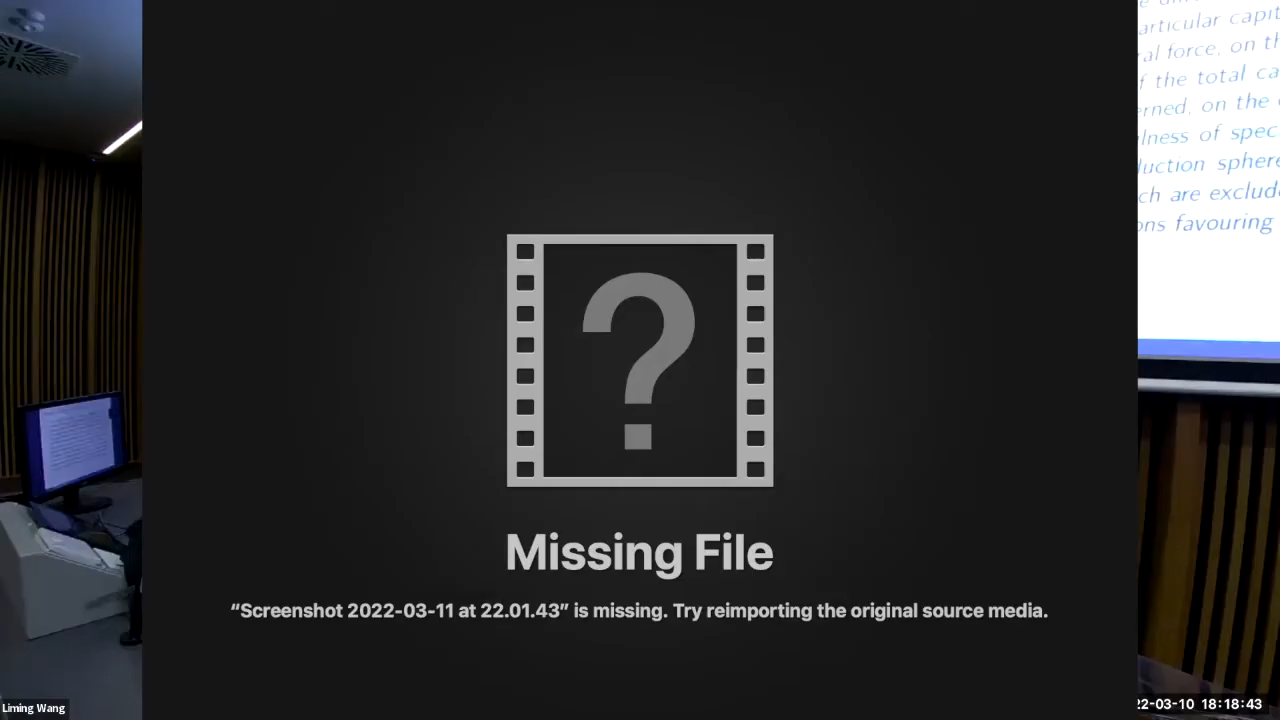 articular capit
al force, on th
f the total ca
erned, on the
lness of spec
duction sphere
ch are exclud
ons favouring
Missing File
“Screenshot 2022-03-11 at 22.01.43” is missing. Try reimporting the original source media.
Liming Wang
22-03-10 18:18:43